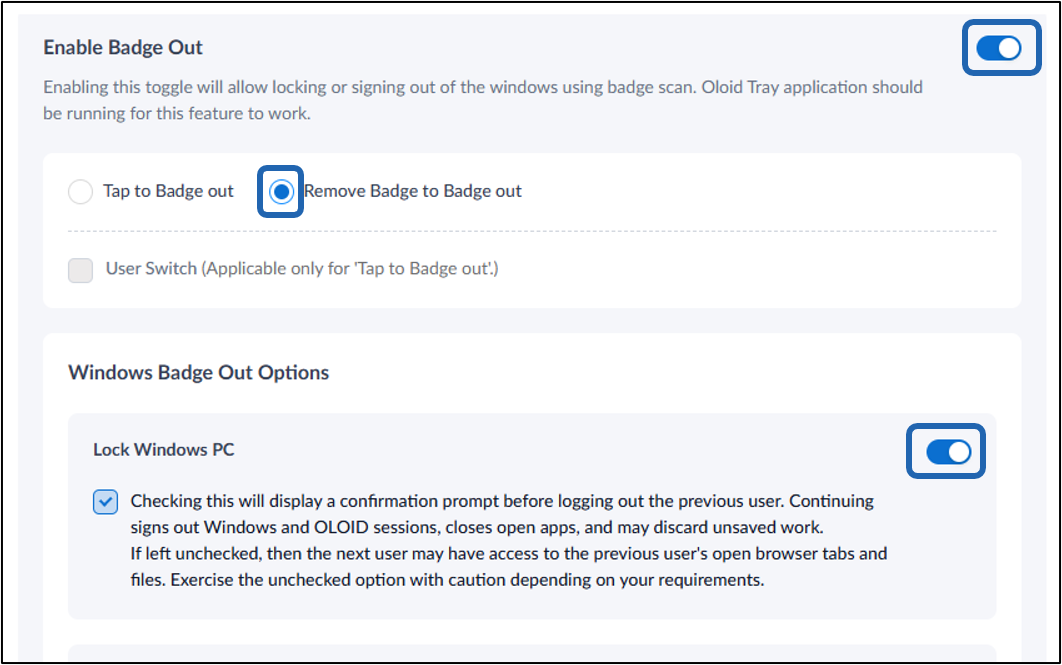 Enable Badge Out
Enabling this toggle will allow locking or signing out of the windows using badge scan. Oloid Tray application should
be running for this feature to work.
Tap to Badge out
Remove Badge to Badge out
User Switch (Applicable only for 'Tap to Badge out'.)
Windows Badge Out Options
Lock Windows PC
Checking this will display a confirmation prompt before logging out the previous user. Continuing
signs out Windows and OLOID sessions, closes open apps, and may discard unsaved work.
If left unchecked, then the next user may have access to the previous user's open browser tabs and
files. Exercise the unchecked option with caution depending on your requirements.